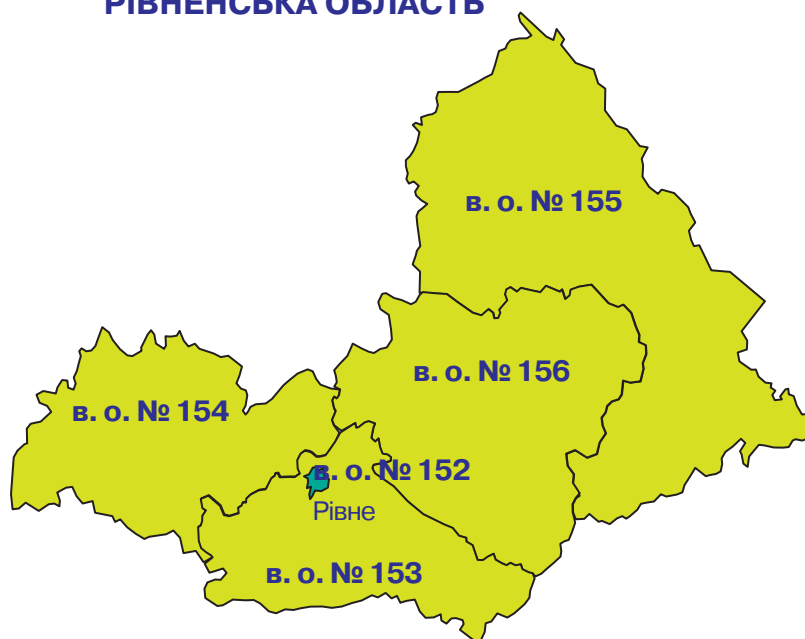 РІВНЕНСЬКА ОБЛАСТЬ
в. о. № 155
в. о. № 156
в. о. № 154
в. о. № 152
Рівне
в. о. № 153